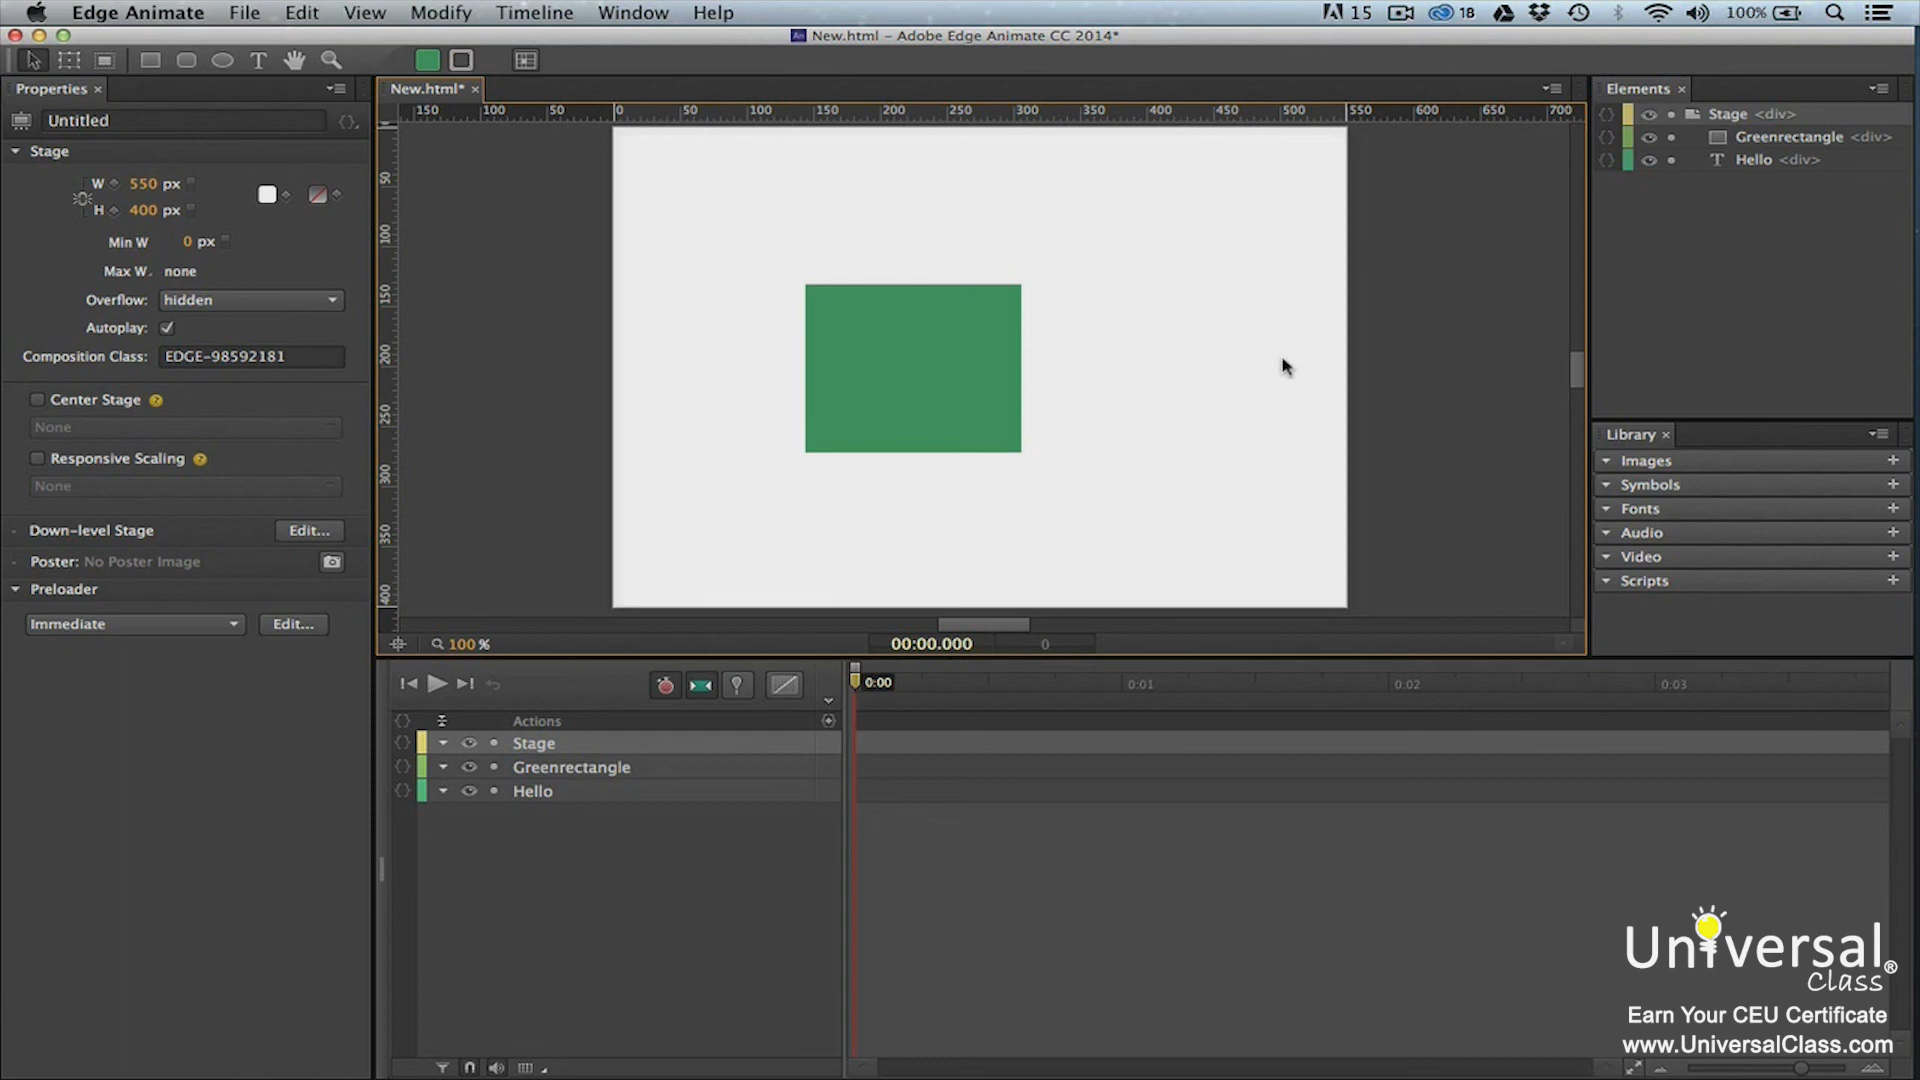 Edge Animate File Edit View Modify Timeline Window Help 15 18 100%
New.html - Adobe Edge Animate CC 2014*
T
Properties ×
Untitled
Stage
W 550 px
H 400 px
Min W 0 px
Max W. none
Overflow: hidden
Autoplay:
Composition Class: EDGE-98592181
Center Stage ?
None
Responsive Scaling ?
None
Down-level Stage Edit...
Poster: No Poster Image
Preloader
Immediate Edit...
New.html* ×
150 100 50 0 50 100 150 200 250 300 350 400 450 500 550 600 650 700
50
100
150
200
250
300
350
400
100 % 00:00.000 0
Elements ×
Stage <div>
Greenrectangle <div>
T Hello <div>
Library ×
Images +
Symbols +
Fonts +
Audio +
Video +
Scripts +
0:00 0:01 0:02 0:03
Actions
Stage
Greenrectangle
Hello
Universal®
Class
Earn Your CEU Certificate
www.UniversalClass.com